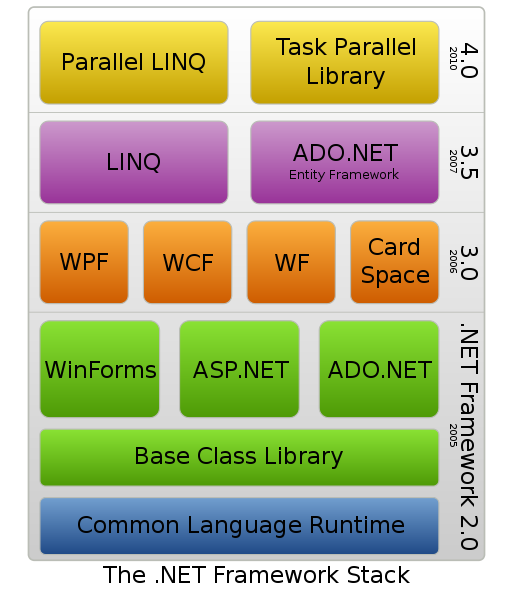 Parallel LINQ
Task Parallel
Library
4.0
2010
LINQ
ADO.NET
Entity Framework
3.5
2007
WPF
WCF
WF
Card
Space
3.0
2006
WinForms
ASP.NET
ADO.NET
Base Class Library
Common Language Runtime
.NET Framework 2.0
2005
The .NET Framework Stack